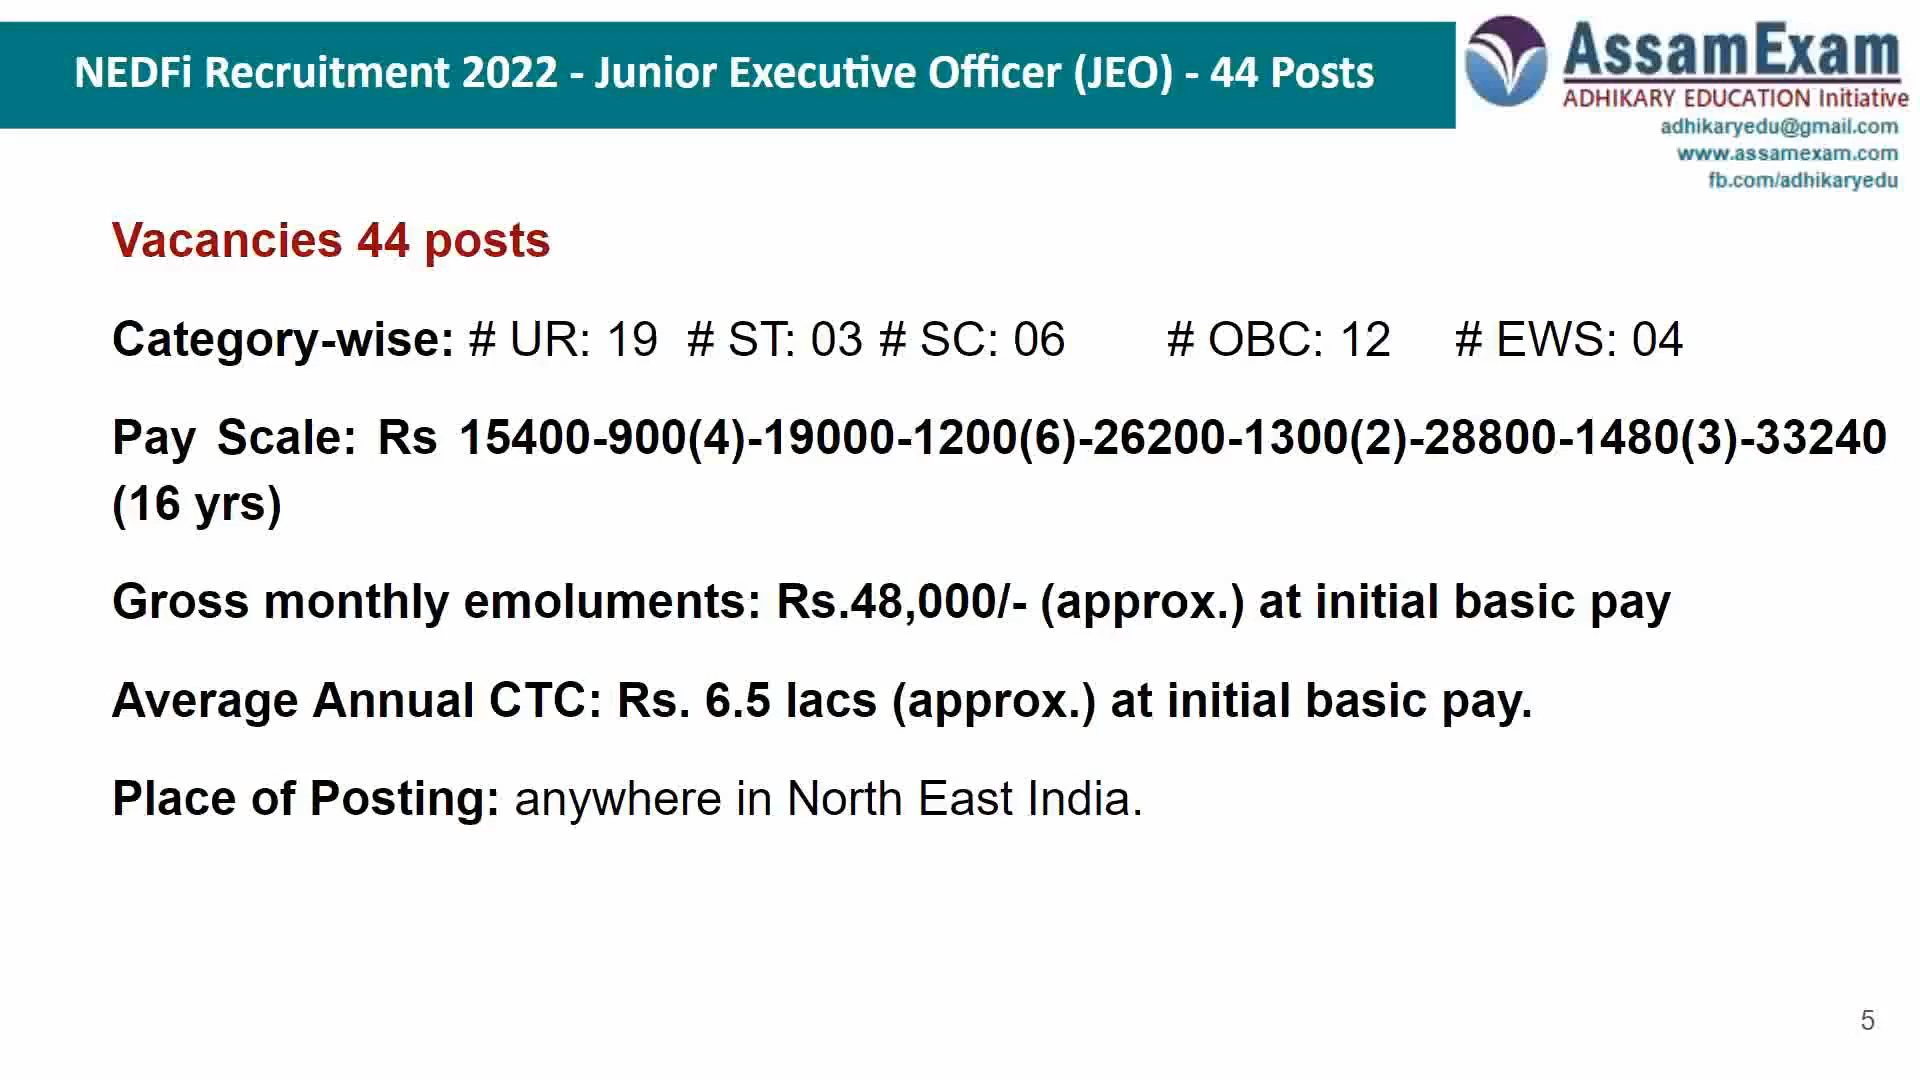 NEDFi Recruitment 2022 - Junior Executive Officer (JEO) - 44 Posts
AssamExam
ADHIKARY EDUCATION Initiative
adhikaryedu@gmail.com
www.assamexam.com
fb.com/adhikaryedu
Vacancies 44 posts
Category-wise: # UR: 19 # ST: 03 # SC: 06 # OBC: 12 # EWS: 04
Pay Scale: Rs 15400-900(4)-19000-1200(6)-26200-1300(2)-28800-1480(3)-33240
(16 yrs)
Gross monthly emoluments: Rs.48,000/- (approx.) at initial basic pay
Average Annual CTC: Rs. 6.5 lacs (approx.) at initial basic pay.
Place of Posting: anywhere in North East India.
5